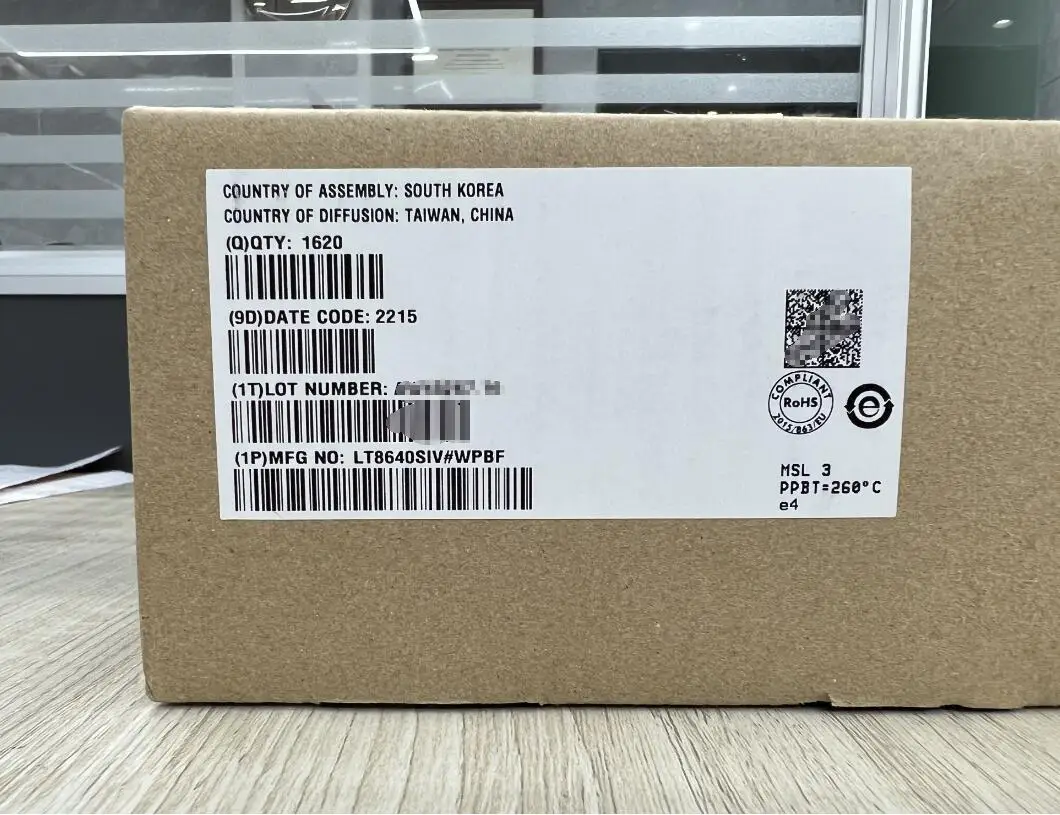 COUNTRY OF ASSEMBLY: SOUTH KOREA
COUNTRY OF DIFFUSION: TAIWAN, CHINA
(Q)QTY: 1620
(9D)DATE CODE: 2215
(1T)LOT NUMBER:
(1P)MFG NO: LT8640SIV#WPBF
COMPLIANT
RoHS
2015/863/EU
e
MSL 3
PPBT=260°C
e4